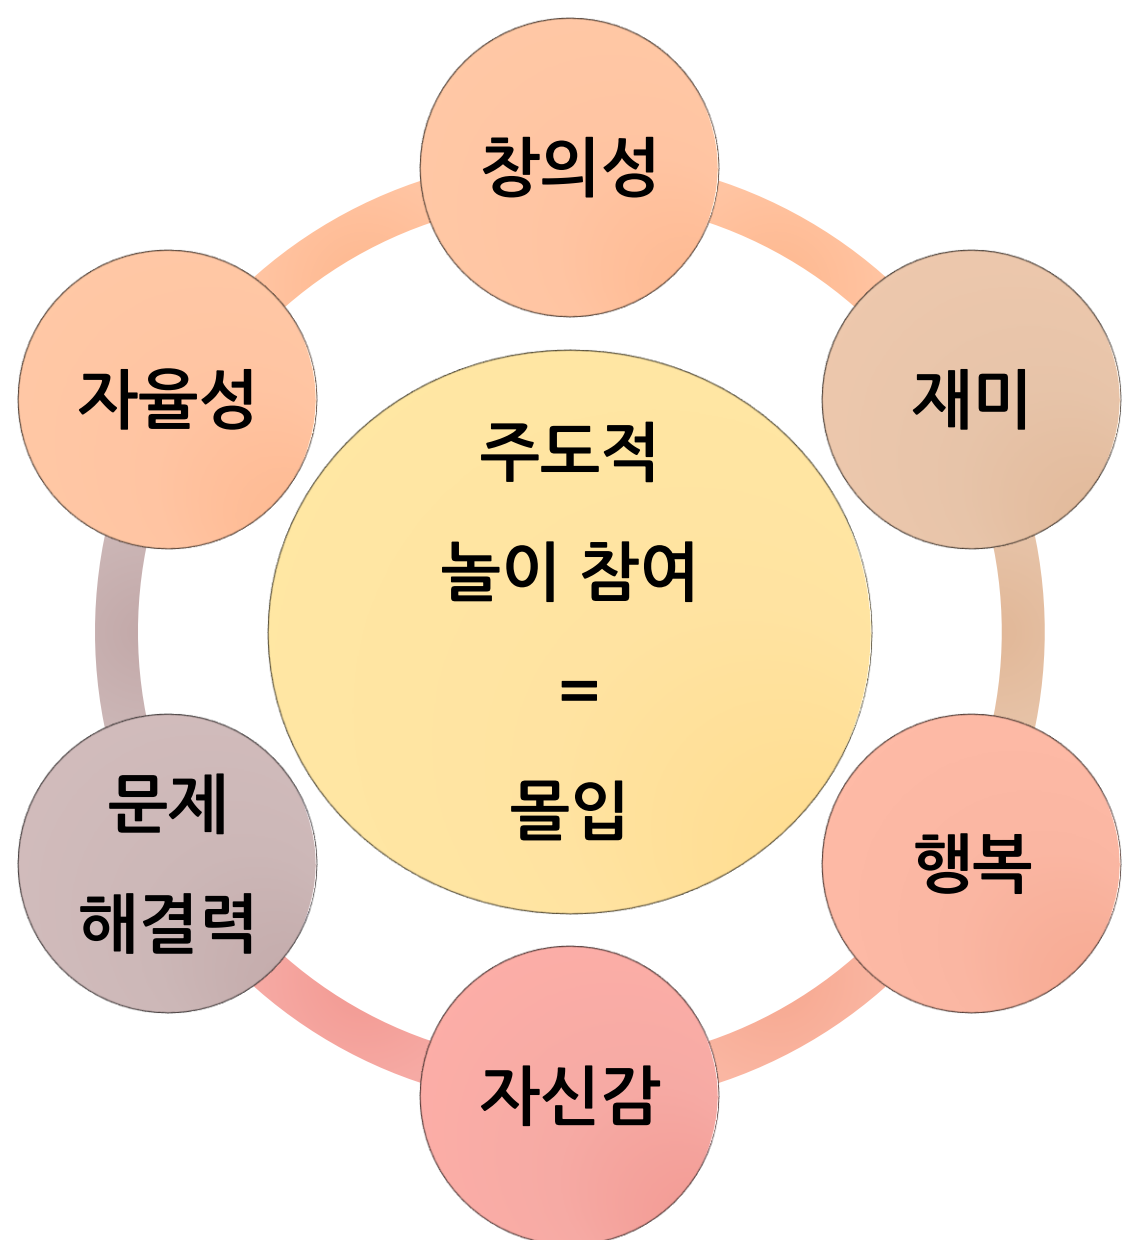 창의성
재미
행복
자신감
문제
해결력
자율성
주도적
놀이 참여
=
몰입